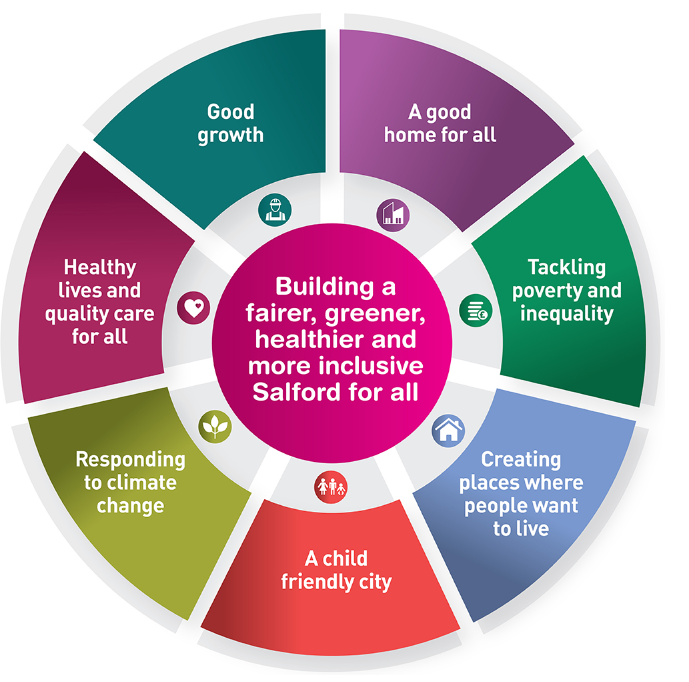 Good
growth
A good
home for all
Tackling
poverty and
inequality
Creating
places where
people want
to live
A child
friendly city
Responding
to climate
change
Healthy
lives and
quality care
for all
Building a
fairer, greener,
healthier and
more inclusive
Salford for all
£